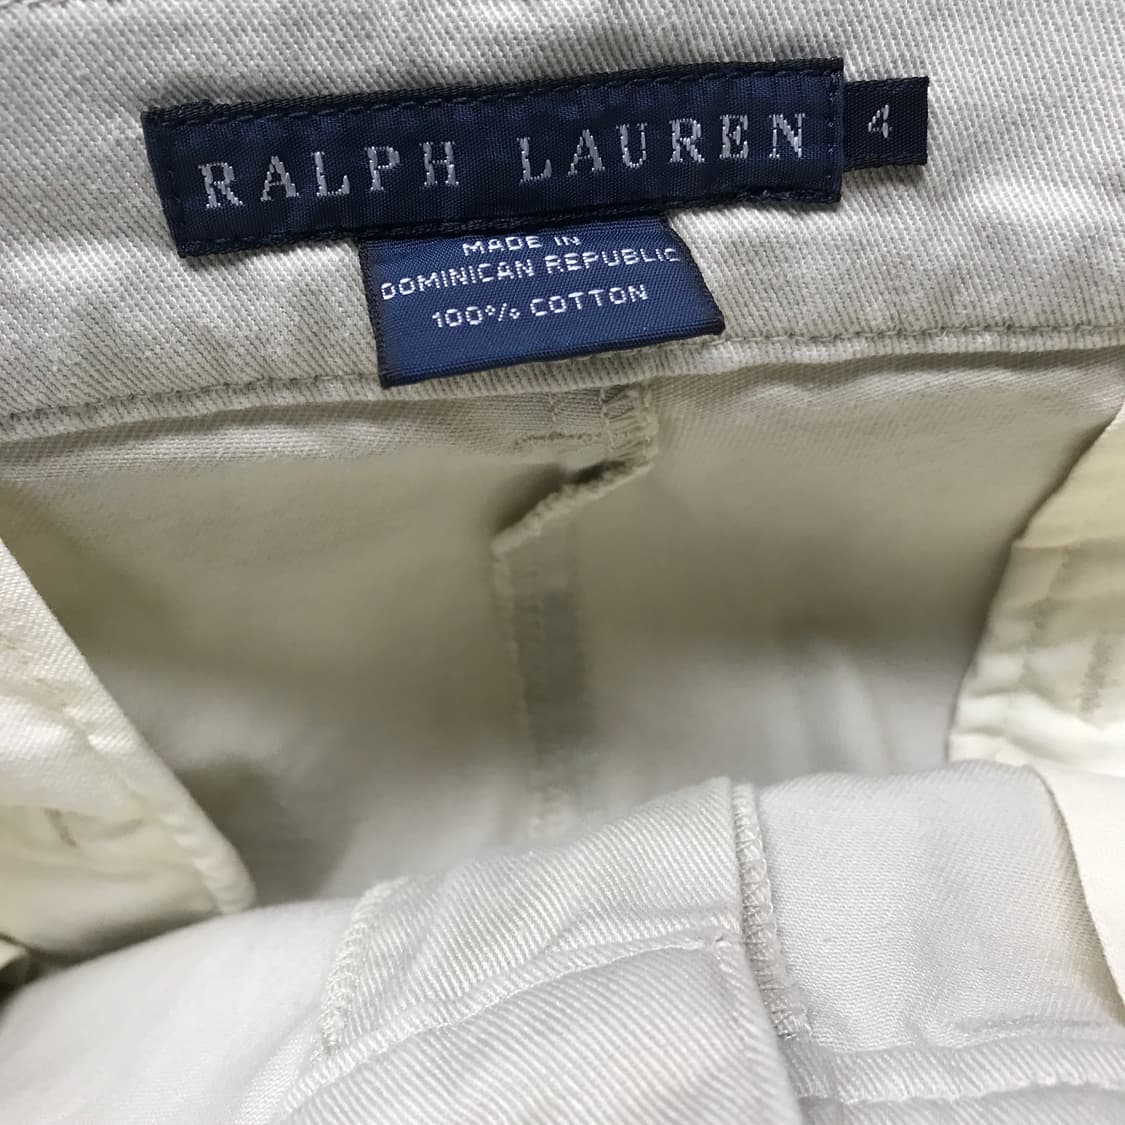 RALPH LAUREN
4
MADE IN
DOMINICAN REPUBLIC
100% COTTON